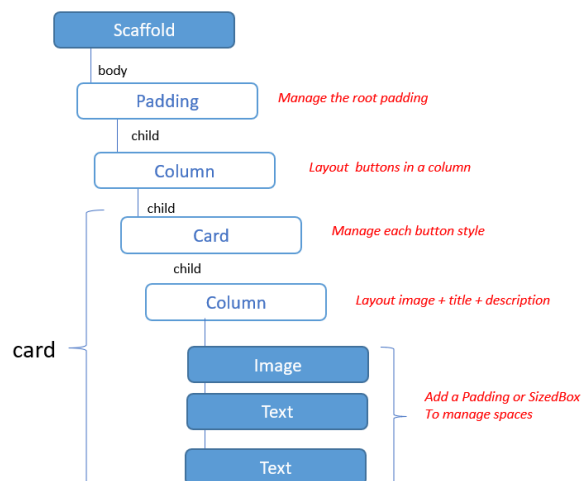 Scaffold
body
Padding
Manage the root padding
child
Column
Layout buttons in a column
child
Card
Manage each button style
child
Column
Layout image + title + description
card
Image
Text
Add a Padding or SizedBox
To manage spaces
Text